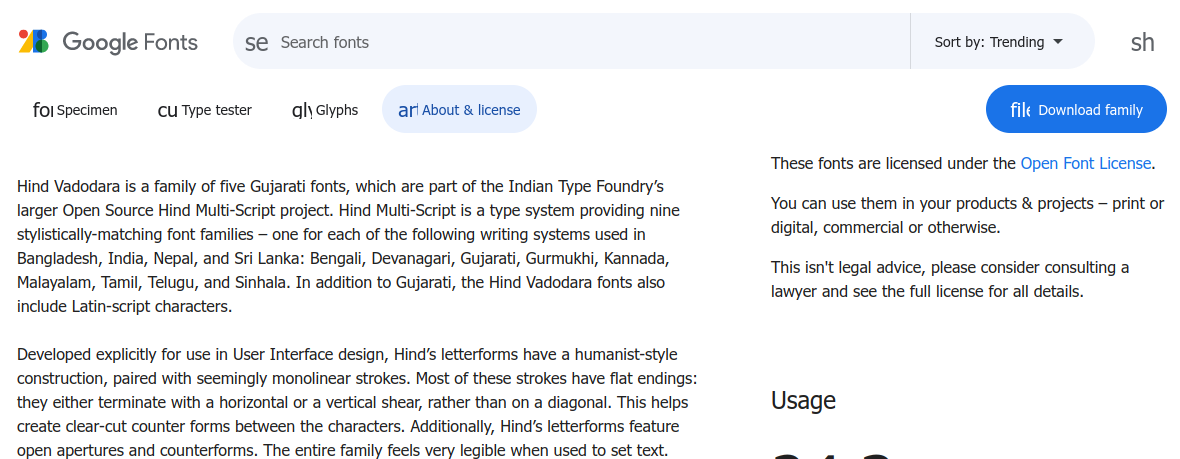 Google Fonts
se Search fonts
Sort by: Trending
sh
Specimen
cu Type tester
Glyphs
About & license
Download family
Hind Vadodara is a family of five Gujarati fonts, which are part of the Indian Type Foundry’s
larger Open Source Hind Multi-Script project. Hind Multi-Script is a type system providing nine
stylistically-matching font families – one for each of the following writing systems used in
Bangladesh, India, Nepal, and Sri Lanka: Bengali, Devanagari, Gujarati, Gurmukhi, Kannada,
Malayalam, Tamil, Telugu, and Sinhala. In addition to Gujarati, the Hind Vadodara fonts also
include Latin-script characters.
Developed explicitly for use in User Interface design, Hind’s letterforms have a humanist-style
construction, paired with seemingly monolinear strokes. Most of these strokes have flat endings:
they either terminate with a horizontal or a vertical shear, rather than on a diagonal. This helps
create clear-cut counter forms between the characters. Additionally, Hind’s letterforms feature
open apertures and counterforms. The entire family feels very legible when used to set text.
These fonts are licensed under the Open Font License.
You can use them in your products & projects – print or
digital, commercial or otherwise.
This isn't legal advice, please consider consulting a
lawyer and see the full license for all details.
Usage